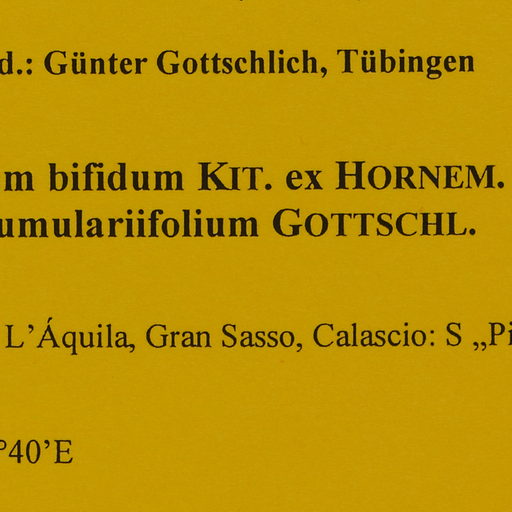 d.: Günter Gottschlich, Tübingen
m bifidum KIT. ex HORNEM.
umulariifolium GOTTSCHL.
L'Áquila, Gran Sasso, Calascio: S „Pi
°40'E